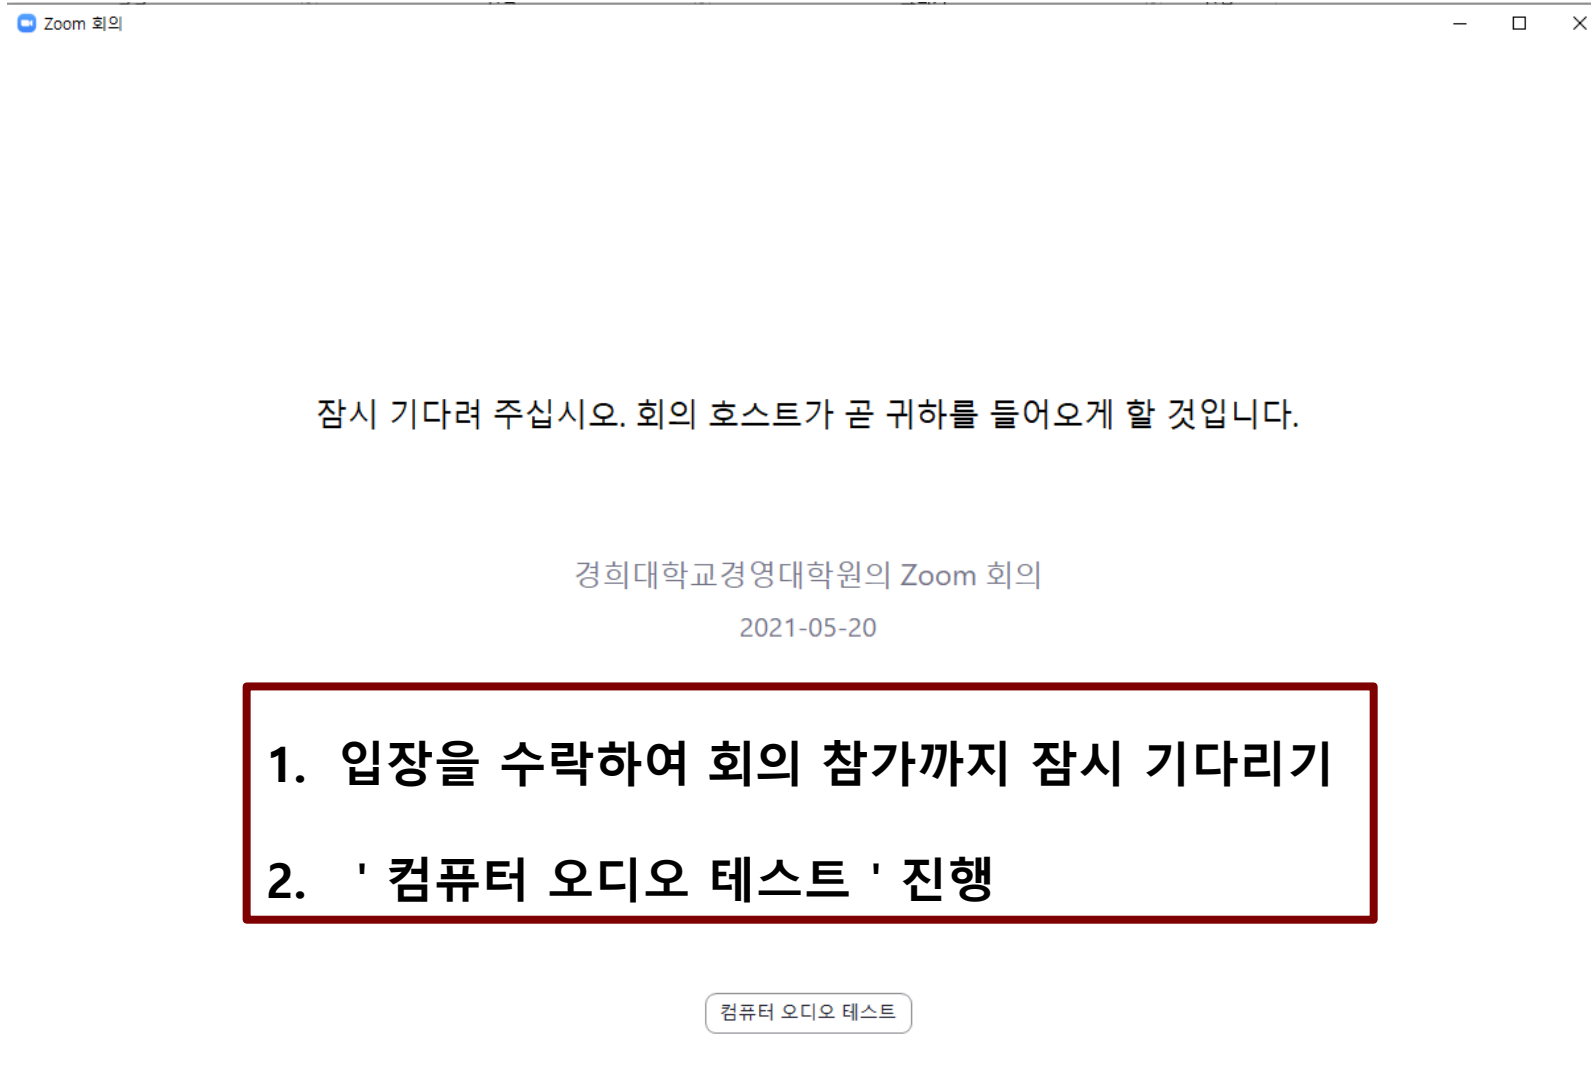 Zoom 회의
잠시 기다려 주십시오. 회의 호스트가 곧 귀하를 들어오게 할 것입니다.
경희대학교경영대학원의 Zoom 회의
2021-05-20
1. 입장을 수락하여 회의 참가까지 잠시 기다리기
2. ' 컴퓨터 오디오 테스트 ' 진행
컴퓨터 오디오 테스트